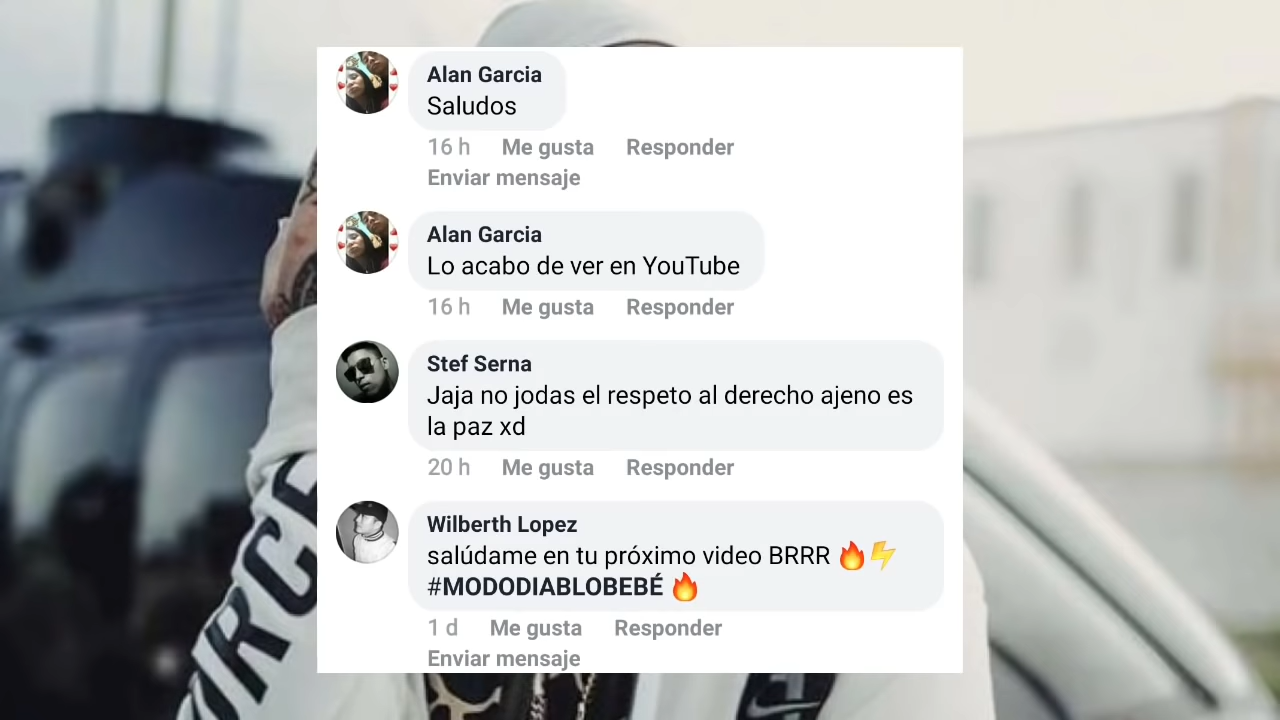 Alan Garcia
Saludos
16 h Me gusta Responder
Enviar mensaje
Alan Garcia
Lo acabo de ver en YouTube
16 h Me gusta Responder
Stef Serna
Jaja no jodas el respeto al derecho ajeno es
la paz xd
20 h Me gusta Responder
Wilberth Lopez
salúdame en tu próximo video BRRR 🔥⚡
#MODODIABLOBEBÉ 🔥
1 d Me gusta Responder
Enviar mensaje